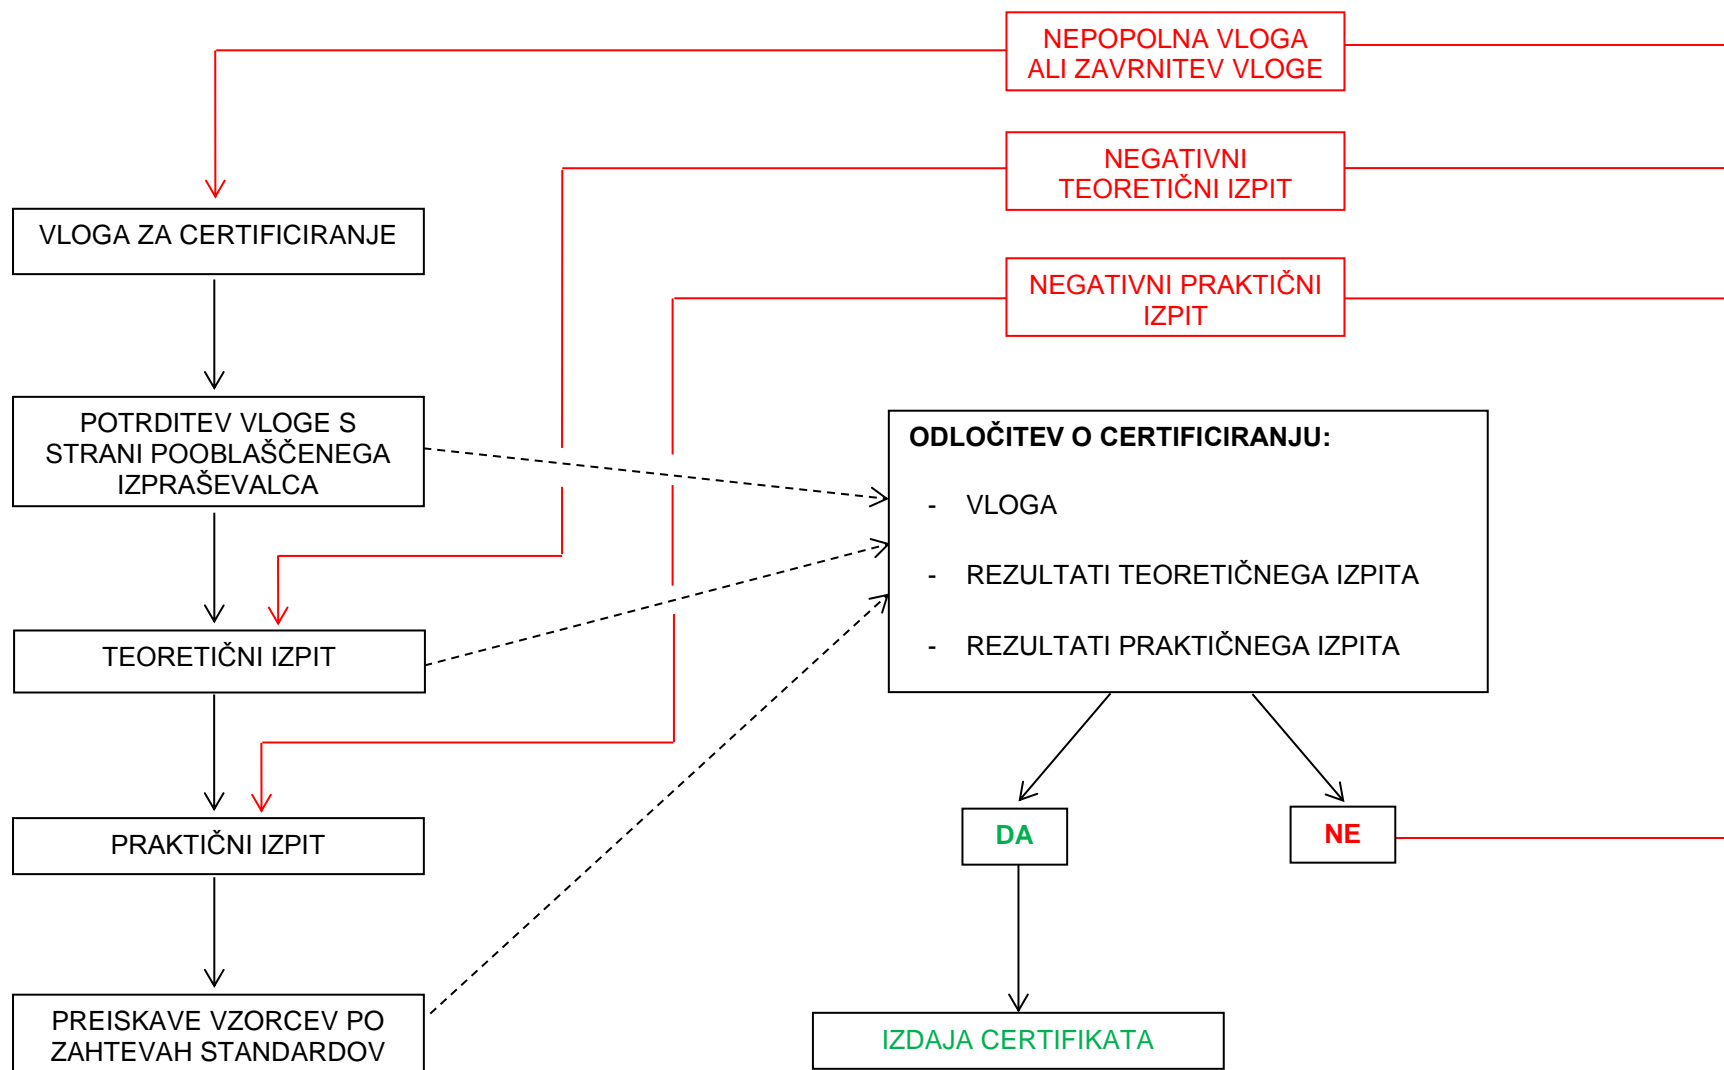 NEPOPOLNA VLOGA
ALI ZAVRNITEV VLOGE
NEGATIVNI
TEORETIČNI IZPIT
VLOGA ZA CERTIFICIRANJE
NEGATIVNI PRAKTIČNI
IZPIT
POTRDITEV VLOGE S
STRANI POOBLAŠČENEGA
IZPRAŠEVALCA
ODLOČITEV O CERTIFICIRANJU:
- VLOGA
- REZULTATI TEORETIČNEGA IZPITA
- REZULTATI PRAKTIČNEGA IZPITA
TEORETIČNI IZPIT
PRAKTIČNI IZPIT
DA
NE
PREISKAVE VZORCEV PO
ZAHTEVAH STANDARDOV
IZDAJA CERTIFIKATA